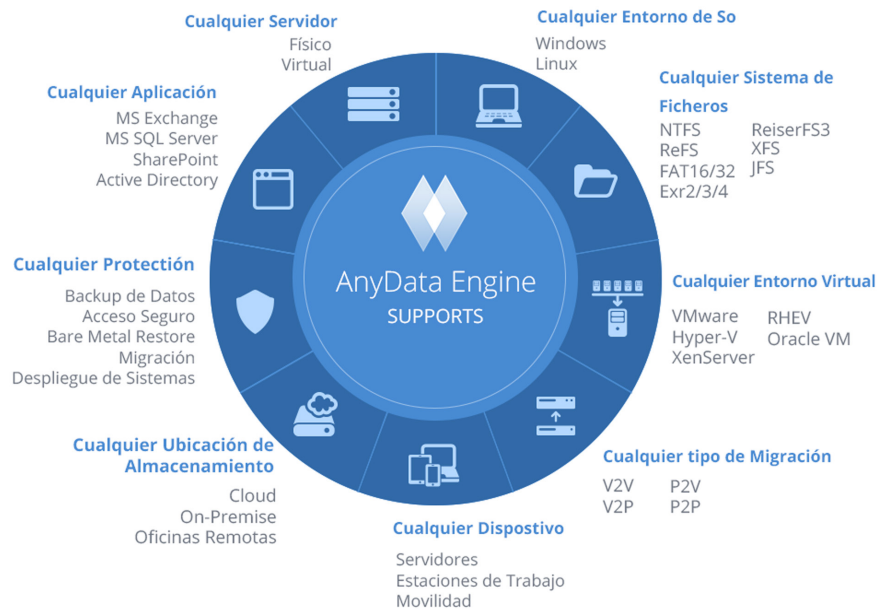 Cualquier Servidor
Físico
Virtual
Cualquier Entorno de So
Windows
Linux
Cualquier Sistema de
Ficheros
NTFS
ReFS
FAT16/32
Exr2/3/4
ReiserFS3
XFS
JFS
Cualquier Entorno Virtual
VMware
Hyper-V
XenServer
RHEV
Oracle VM
Cualquier tipo de Migración
V2V
V2P
P2V
P2P
Cualquier Dispostivo
Servidores
Estaciones de Trabajo
Movilidad
Cualquier Ubicación de
Almacenamiento
Cloud
On-Premise
Oficinas Remotas
Cualquier Protectión
Backup de Datos
Acceso Seguro
Bare Metal Restore
Migración
Despliegue de Sistemas
Cualquier Aplicación
MS Exchange
MS SQL Server
SharePoint
Active Directory
AnyData Engine
SUPPORTS